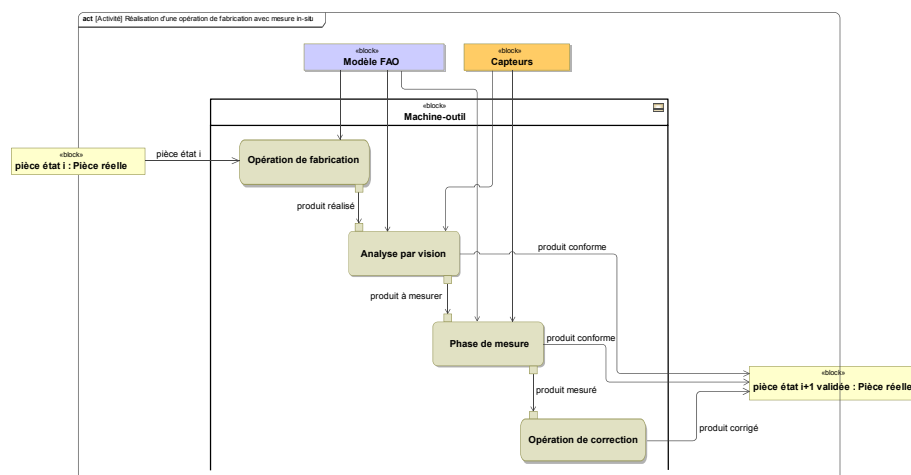 act [Activité] Réalisation d'une opération de fabrication avec mesure in-situ
«block»
Modèle FAO
«block»
Capteurs
«block»
Machine-outil
Opération de fabrication
«block»
pièce état i : Pièce réelle
pièce état i
produit réalisé
Analyse par vision
produit conforme
produit à mesurer
Phase de mesure
produit conforme
«block»
pièce état i+1 validée : Pièce réelle
produit mesuré
Opération de correction
produit corrigé